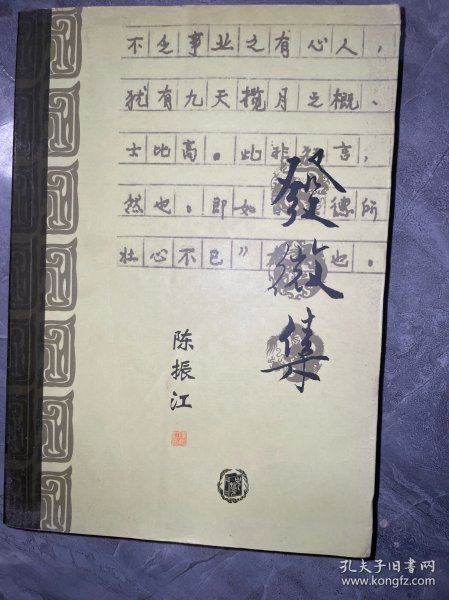 不乏事业之有心人，
犹有九天揽月之概。
士比高。此非狂言，
然也。即如 德所
壮心不已” 也。
發微集
陈振江
孔夫子旧书网
www.kongfz.com